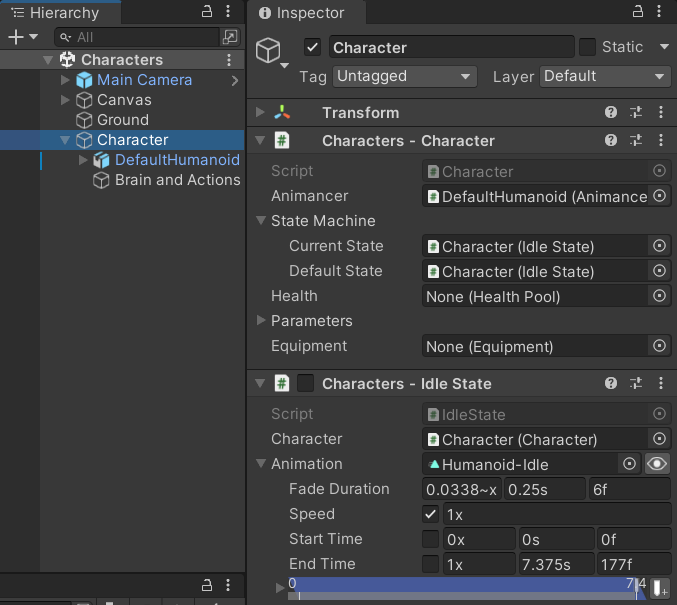 Hierarchy
All
Characters
Main Camera
Canvas
Ground
Character
DefaultHumanoid
Brain and Actions
Inspector
Character
Static
Tag Untagged Layer Default
Transform
Characters - Character
Script Character
Animancer DefaultHumanoid (Animance
State Machine
Current State Character (Idle State)
Default State Character (Idle State)
Health None (Health Pool)
Parameters
Equipment None (Equipment)
Characters - Idle State
Script IdleState
Character Character (Character)
Animation Humanoid-Idle
Fade Duration 0.0338~x 0.25s 6f
Speed 1x
Start Time 0x 0s 0f
End Time 1x 7.375s 177f
0